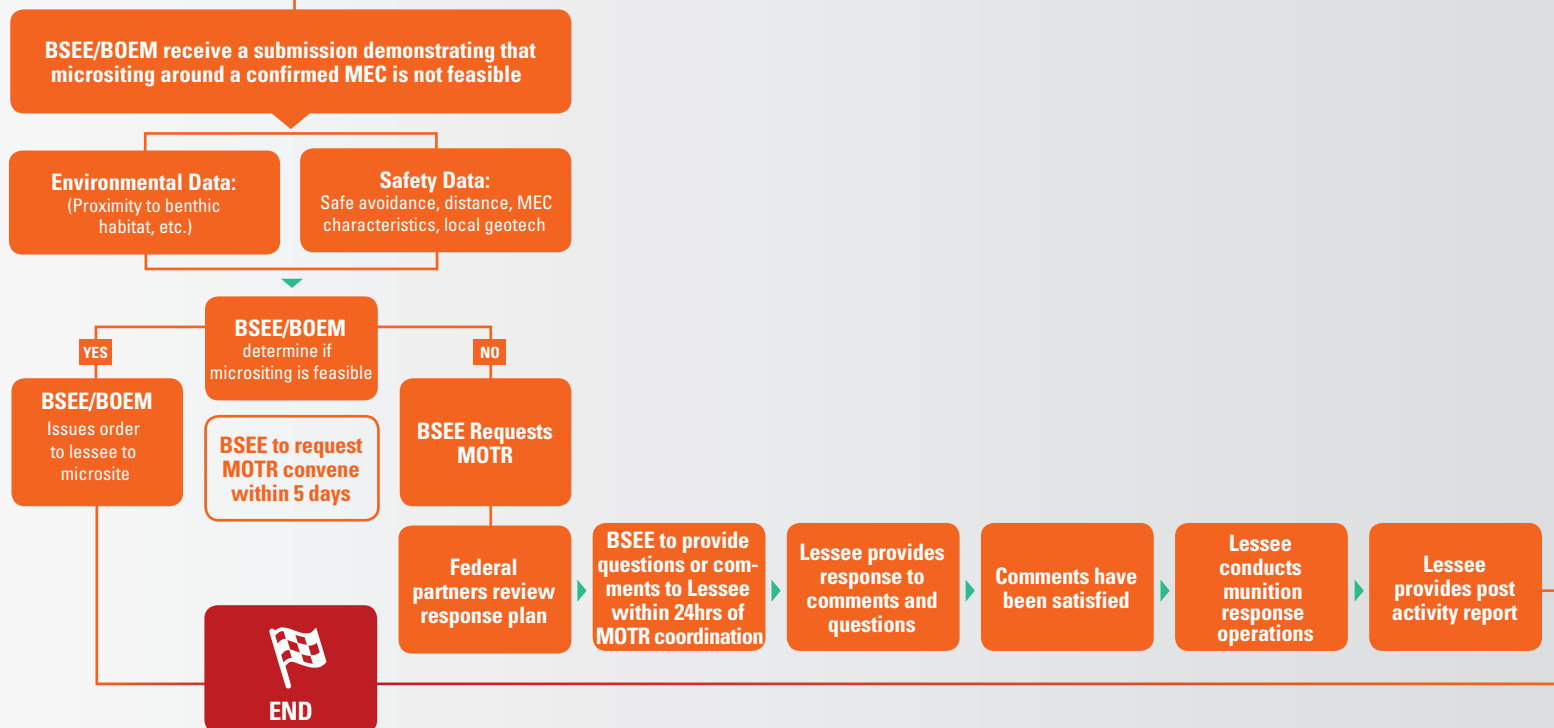 BSEE/BOEM receive a submission demonstrating that
micrositing around a confirmed MEC is not feasible
Environmental Data:
(Proximity to benthic
habitat, etc.)
Safety Data:
Safe avoidance, distance, MEC
characteristics, local geotech
BSEE/BOEM
determine if
micrositing is feasible
YES
NO
BSEE/BOEM
Issues order
to lessee to
microsite
BSEE to request
MOTR convene
within 5 days
BSEE Requests
MOTR
Federal
partners review
response plan
BSEE to provide
questions or com-
ments to Lessee
within 24hrs of
MOTR coordination
Lessee provides
response to
comments and
questions
Comments have
been satisfied
Lessee
conducts
munition
response
operations
Lessee
provides post
activity report
END